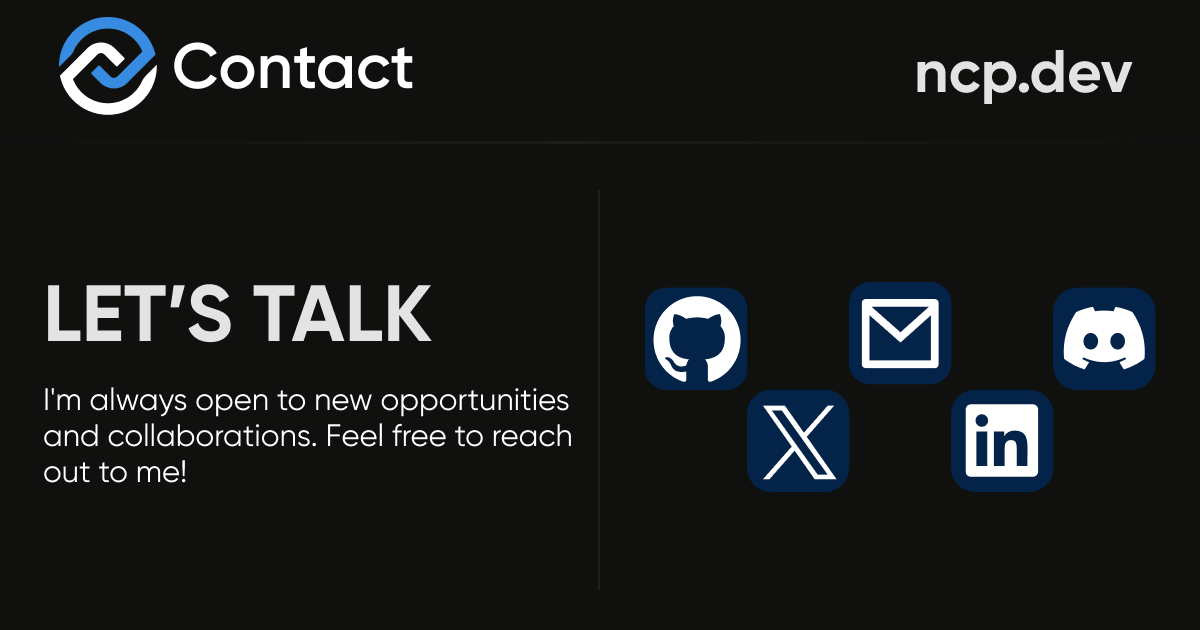 Contact
ncp.dev
LET’S TALK
I'm always open to new opportunities
and collaborations. Feel free to reach
out to me!
in